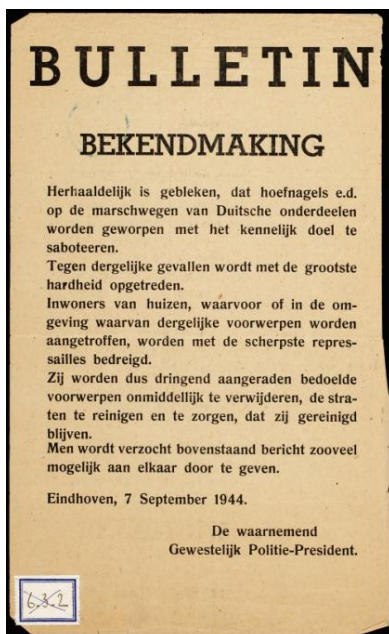 BULLETIN
BEKENDMAKING
Herhaaldelijk is gebleken, dat hoefnagels e.d.
op de marschwegen van Duitsche onderdeelen
worden geworpen met het kennelijk doel te
saboteeren.
Tegen dergelijke gevallen wordt met de grootste
hardheid opgetreden.
Inwoners van huizen, waarvoor of in de om-
geving waarvan dergelijke voorwerpen worden
aangetroffen, worden met de scherpste repres-
sailles bedreigd.
Zij worden dus dringend aangeraden bedoelde
voorwerpen onmiddellijk te verwijderen, de stra-
ten te reinigen en te zorgen, dat zij gereinigd
blijven.
Men wordt verzocht bovenstaand bericht zooveel
mogelijk aan elkaar door te geven.
Eindhoven, 7 September 1944.
De waarnemend
Gewestelijk Politie-President.
6.3.2